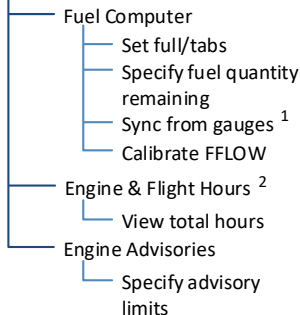 Fuel Computer
Set full/tabs
Specify fuel quantity
remaining
Sync from gauges 1
Calibrate FFLOW
Engine & Flight Hours 2
View total hours
Engine Advisories
Specify advisory
limits